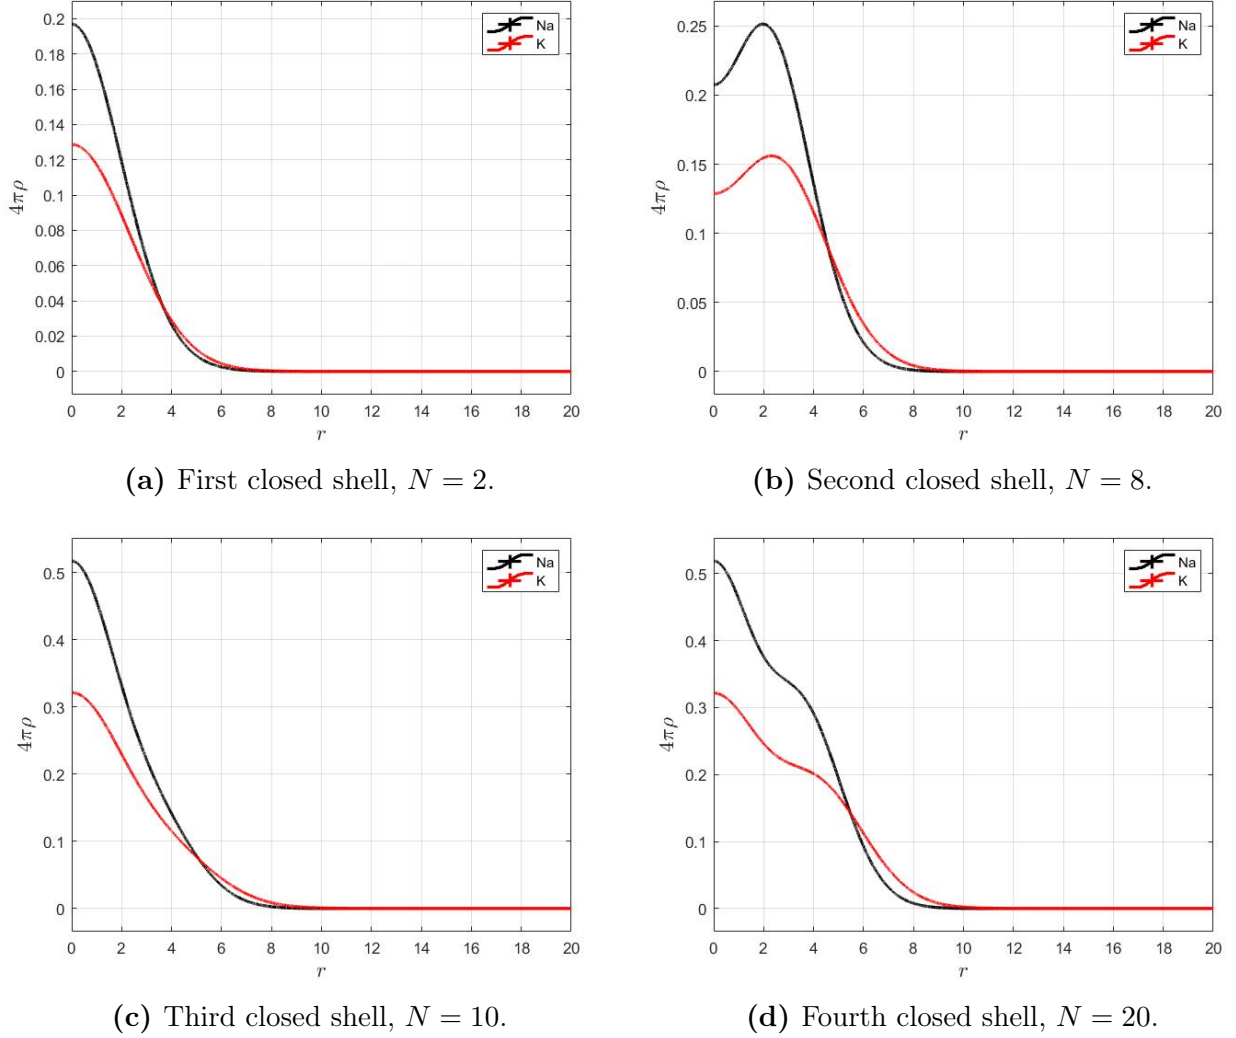 0.2
0.18
0.16
0.14
0.12
0.1
0.08
0.06
0.04
0.02
0
4πρ
Na
K
0 2 4 6 8 10 12 14 16 18 20
r
(a) First closed shell, N = 2.
0.25
0.2
0.15
0.1
0.05
0
4πρ
Na
K
0 2 4 6 8 10 12 14 16 18 20
r
(b) Second closed shell, N = 8.
0.5
0.4
0.3
0.2
0.1
0
4πρ
Na
K
0 2 4 6 8 10 12 14 16 18 20
r
(c) Third closed shell, N = 10.
0.5
0.4
0.3
0.2
0.1
0
4πρ
Na
K
0 2 4 6 8 10 12 14 16 18 20
r
(d) Fourth closed shell, N = 20.